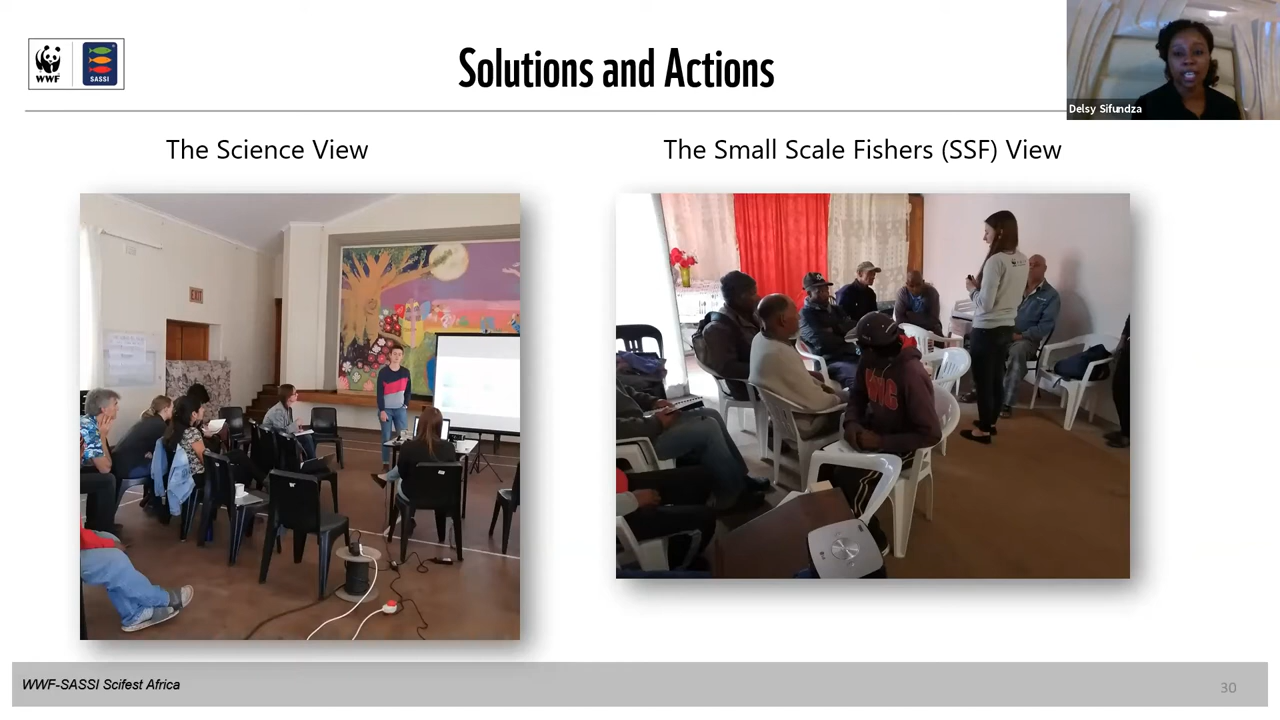 WWF
SASSI
Solutions and Actions
Delsy Sifundza
The Science View
The Small Scale Fishers (SSF) View
EXIT
WWF-SASSI Scifest Africa
30